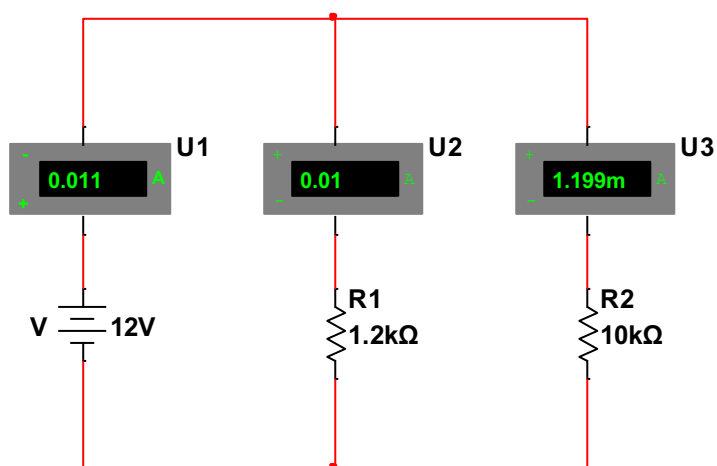 U1
- 0.011 A +
U2
+ 0.01 A -
U3
+ 1.199m A -
V 12V
R1
1.2kΩ
R2
10kΩ